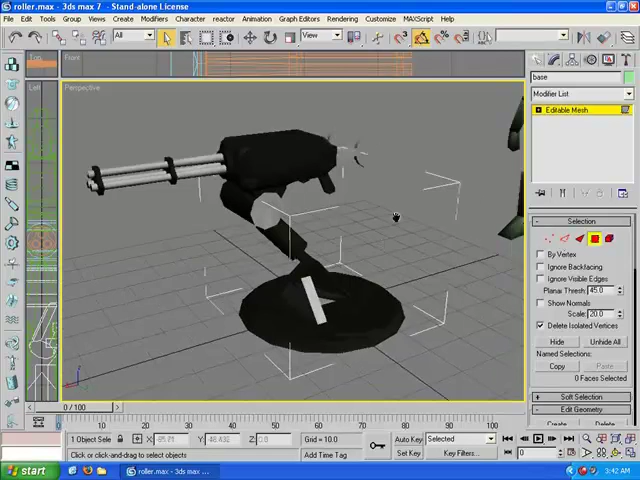 roller.max - 3ds max 7 - Stand-alone License
File Edit Tools Group Views Create Modifiers Character reactor Animation Graph Editors Rendering Customize MAXScript Help
All
View
Top
Front
base
Modifier List
Left
Perspective
Editable Mesh
Selection
By Vertex
Ignore Backfacing
Ignore Visible Edges
Planar Thresh: 45.0
Show Normals
Scale: 20.0
Delete Isolated Vertices
Hide Unhide All
Named Selections:
Copy Paste
0 Faces Selected
Soft Selection
Edit Geometry
Create Delete
0 / 100
0 10 20 30 40 50 60 70 80 90 100
1 Object Sele X: Y: Z: 0.0 Grid = 10.0 Auto Key Selected
Click or click-and-drag to select objects Add Time Tag Set Key Key Filters... 0
start roller.max - 3ds max ... 3:42 AM